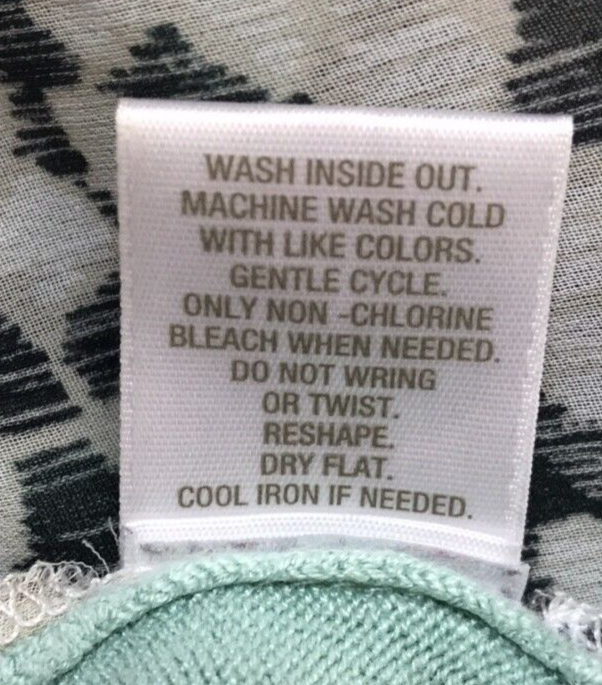 WASH INSIDE OUT.
MACHINE WASH COLD
WITH LIKE COLORS.
GENTLE CYCLE.
ONLY NON -CHLORINE
BLEACH WHEN NEEDED.
DO NOT WRING
OR TWIST.
RESHAPE.
DRY FLAT.
COOL IRON IF NEEDED.